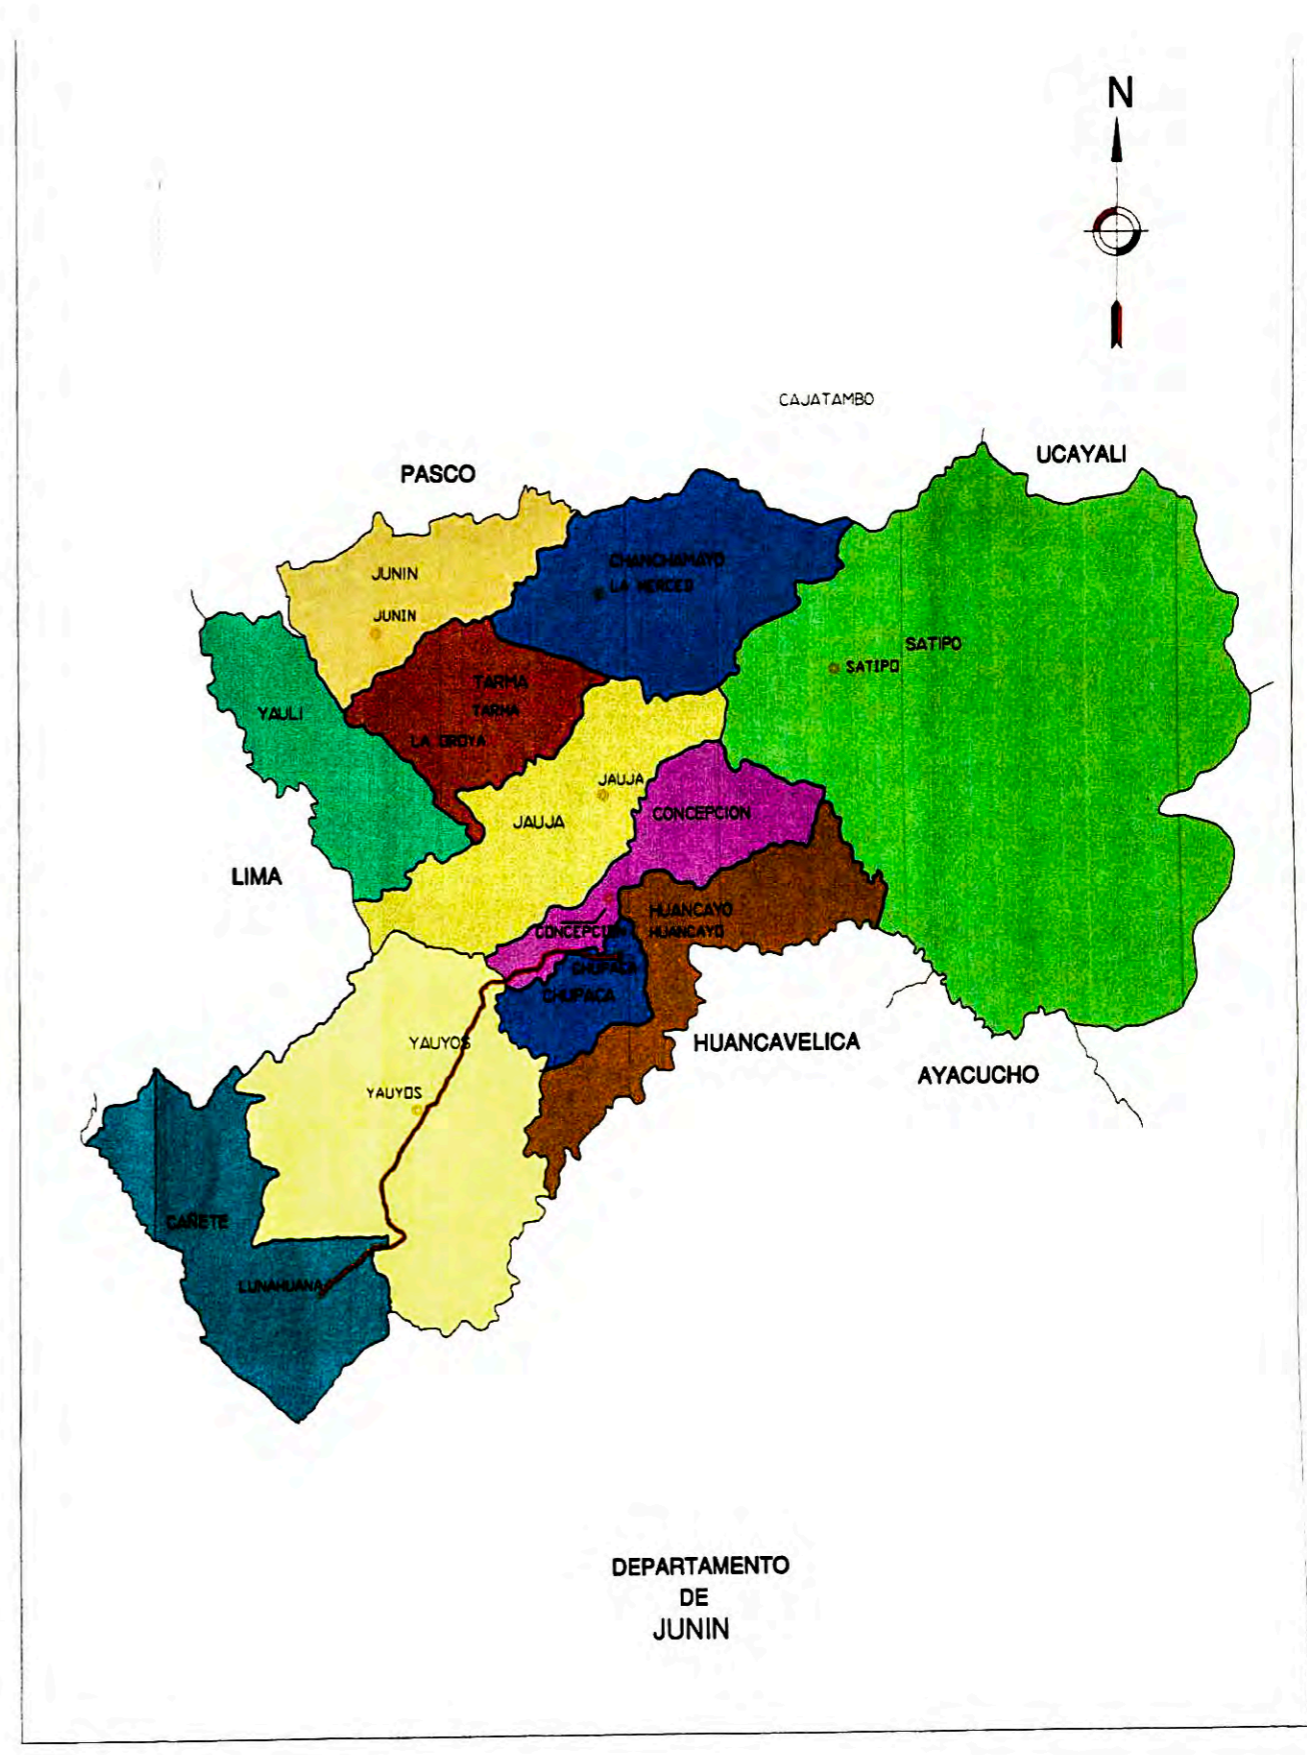 N
CAJATAMBO
UCAYALI
PASCO
CHANCHAMAYO
JUNIN
LA MERCED
JUNIN
SATIPO
SATIPO
TARMA
TARMA
YAULI
LA OROYA
JAUJA
CONCEPCION
JAUJA
LIMA
HUANCAYO
CONCEPCION
HUANCAYO
CHUPACA
CHUPACA
YAUYOS
HUANCAVELICA
AYACUCHO
YAUYOS
CAÑETE
LUNAHUANA
DEPARTAMENTO
DE
JUNIN